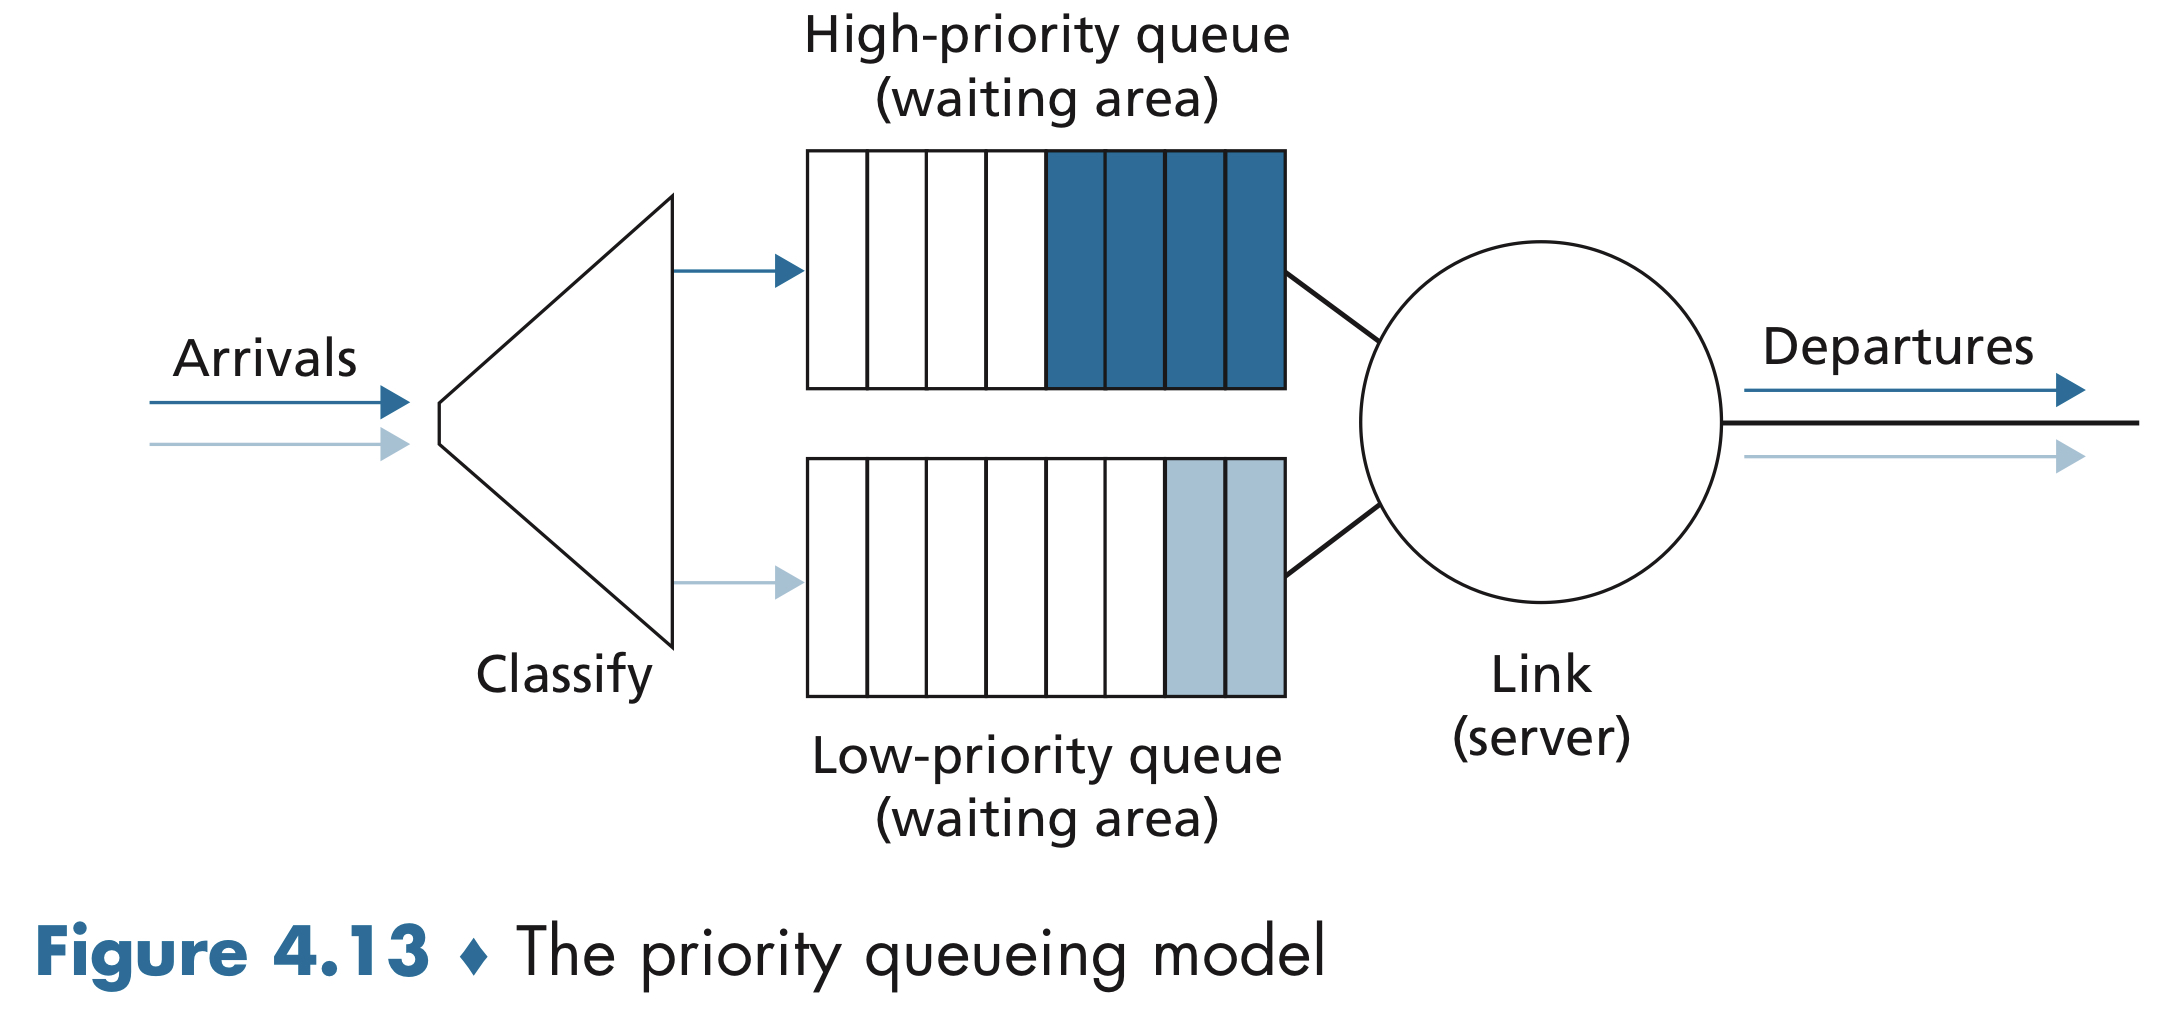 High-priority queue
(waiting area)
Arrivals
Departures
Classify
Link
(server)
Low-priority queue
(waiting area)
Figure 4.13 ♦ The priority queueing model